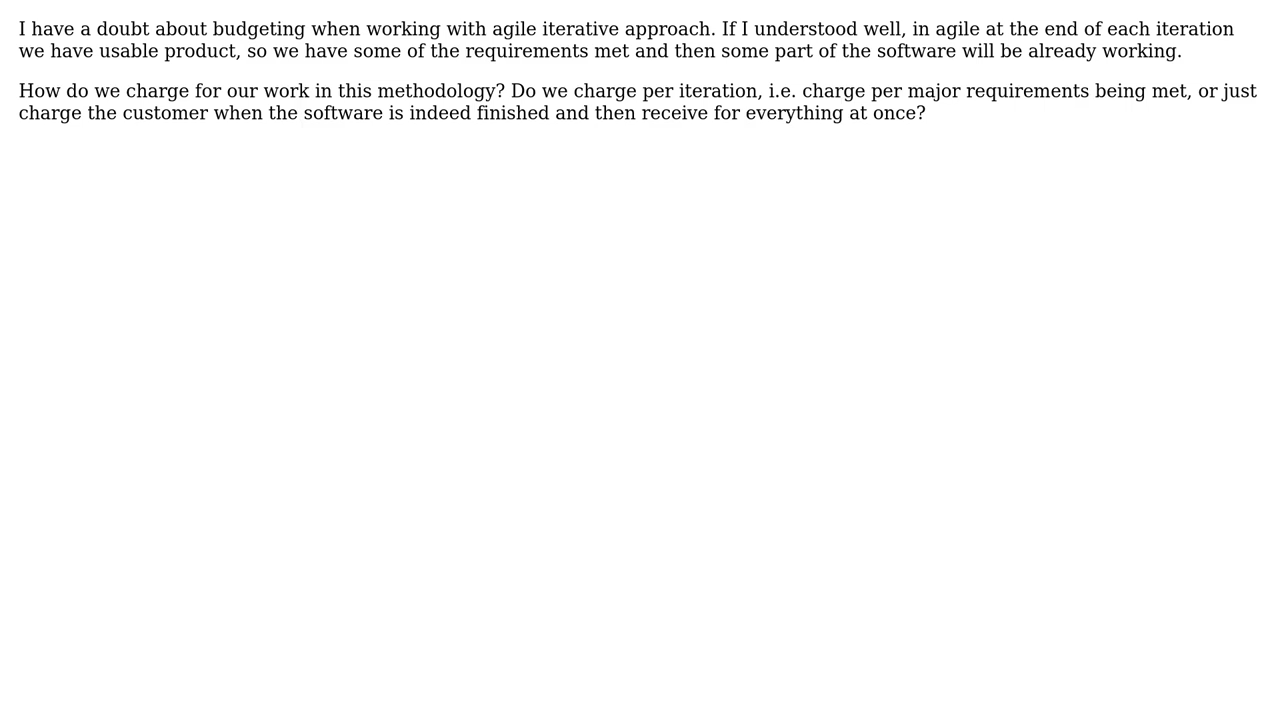 I have a doubt about budgeting when working with agile iterative approach. If I understood well, in agile at the end of each iteration
we have usable product, so we have some of the requirements met and then some part of the software will be already working.
How do we charge for our work in this methodology? Do we charge per iteration, i.e. charge per major requirements being met, or just
charge the customer when the software is indeed finished and then receive for everything at once?